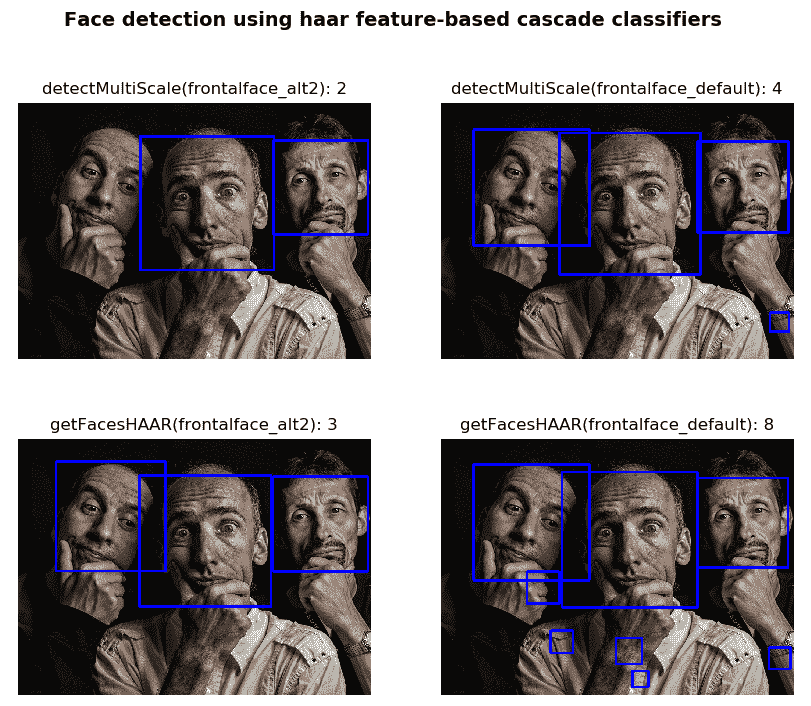 Face detection using haar feature-based cascade classifiers
detectMultiScale(frontalface_alt2): 2
detectMultiScale(frontalface_default): 4
getFacesHAAR(frontalface_alt2): 3
getFacesHAAR(frontalface_default): 8